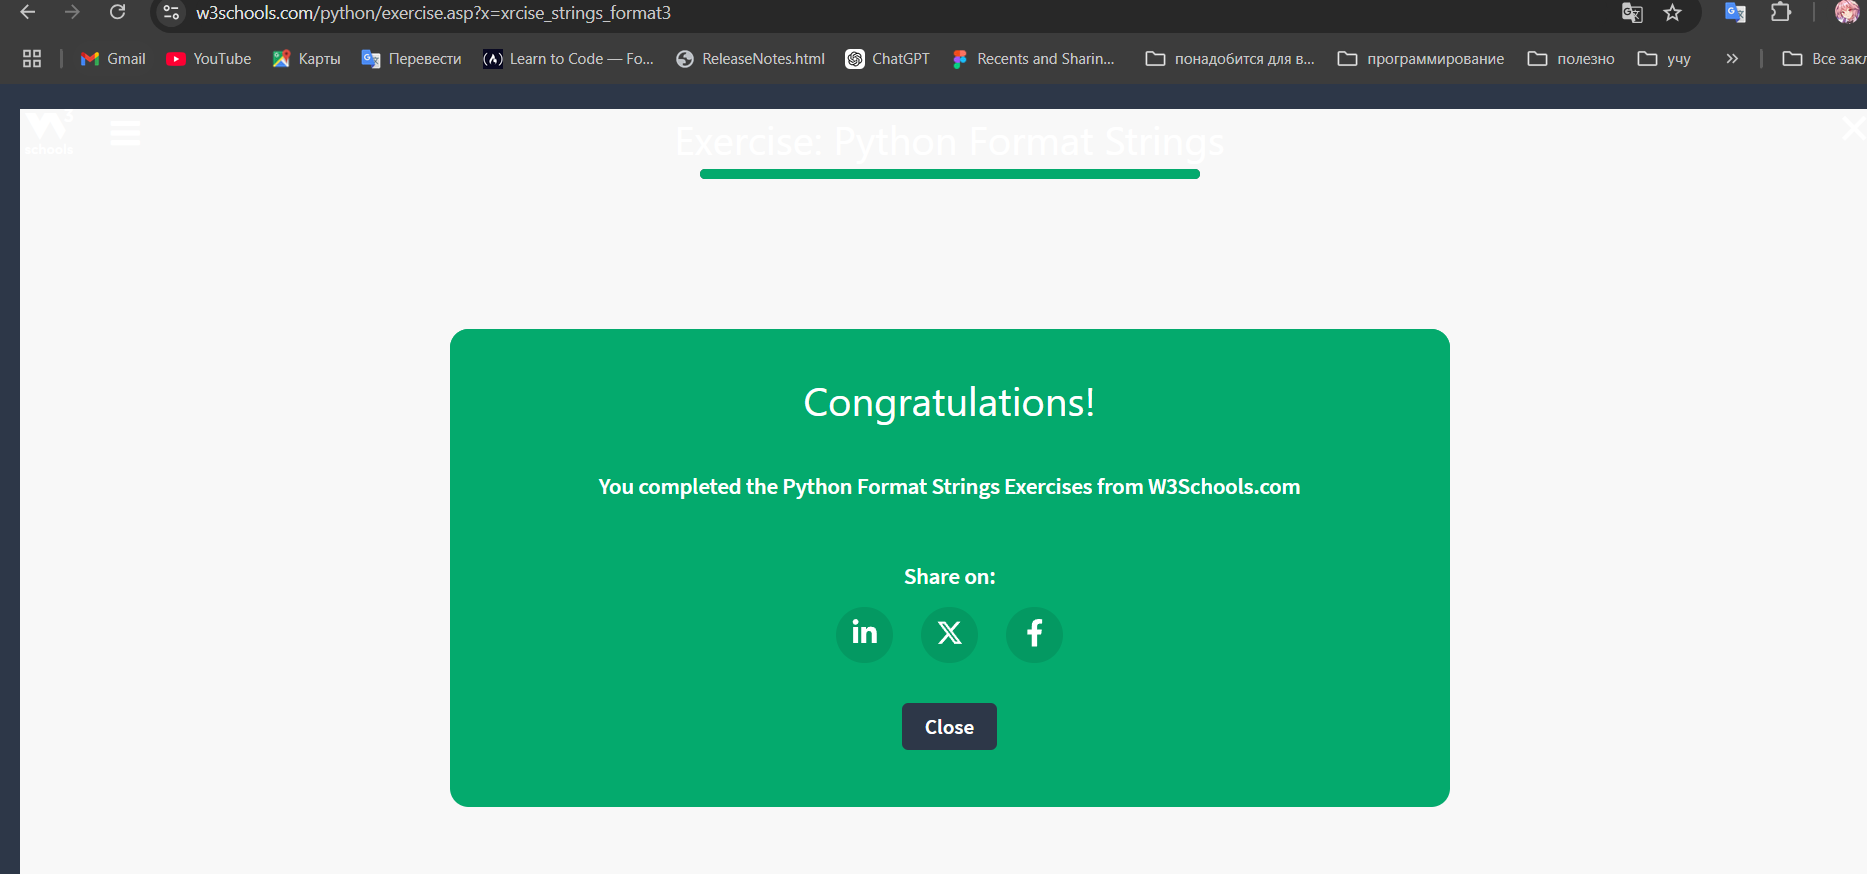 w3schools.com/python/exercise.asp?x=xrcise_strings_format3
Gmail YouTube Карты Перевести Learn to Code — Fo... ReleaseNotes.html ChatGPT Recents and Sharin... понадобится для в... программирование полезно учу » Все зак
W3 schools
Exercise: Python Format Strings
Congratulations!
You completed the Python Format Strings Exercises from W3Schools.com
Share on:
in X f
Close